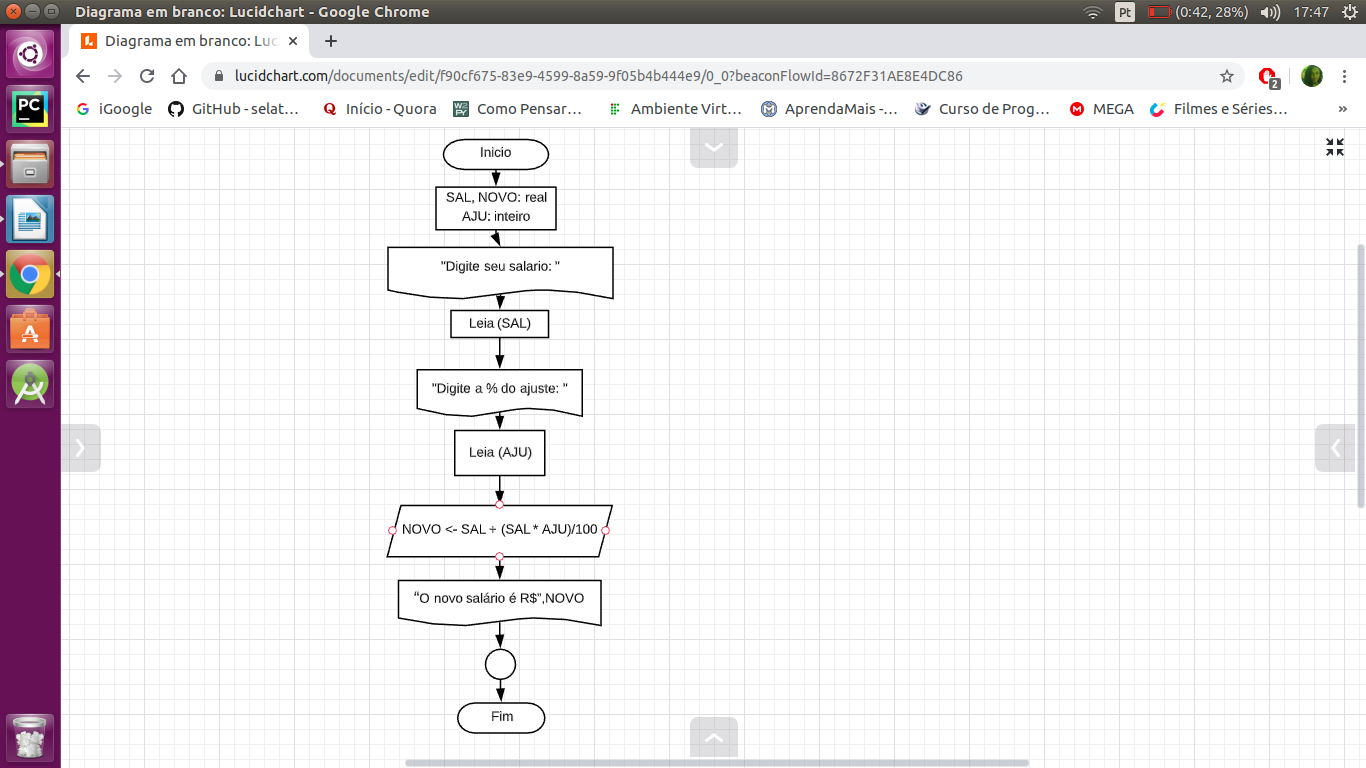 Diagrama em branco: Lucidchart - Google Chrome
Pt
(0:42, 28%)
17:47
Diagrama em branco: Luc
lucidchart.com/documents/edit/f90cf675-83e9-4599-8a59-9f05b4b444e9/0_0?beaconFlowId=8672F31AE8E4DC86
2
iGoogle
GitHub - selat...
Início - Quora
Como Pensar...
Ambiente Virt...
AprendaMais -...
Curso de Prog...
MEGA
Filmes e Séries...
»
PC
Inicio
SAL, NOVO: real
AJU: inteiro
"Digite seu salario: "
Leia (SAL)
"Digite a % do ajuste: "
Leia (AJU)
NOVO <- SAL + (SAL * AJU)/100
“O novo salário é R$”,NOVO
Fim